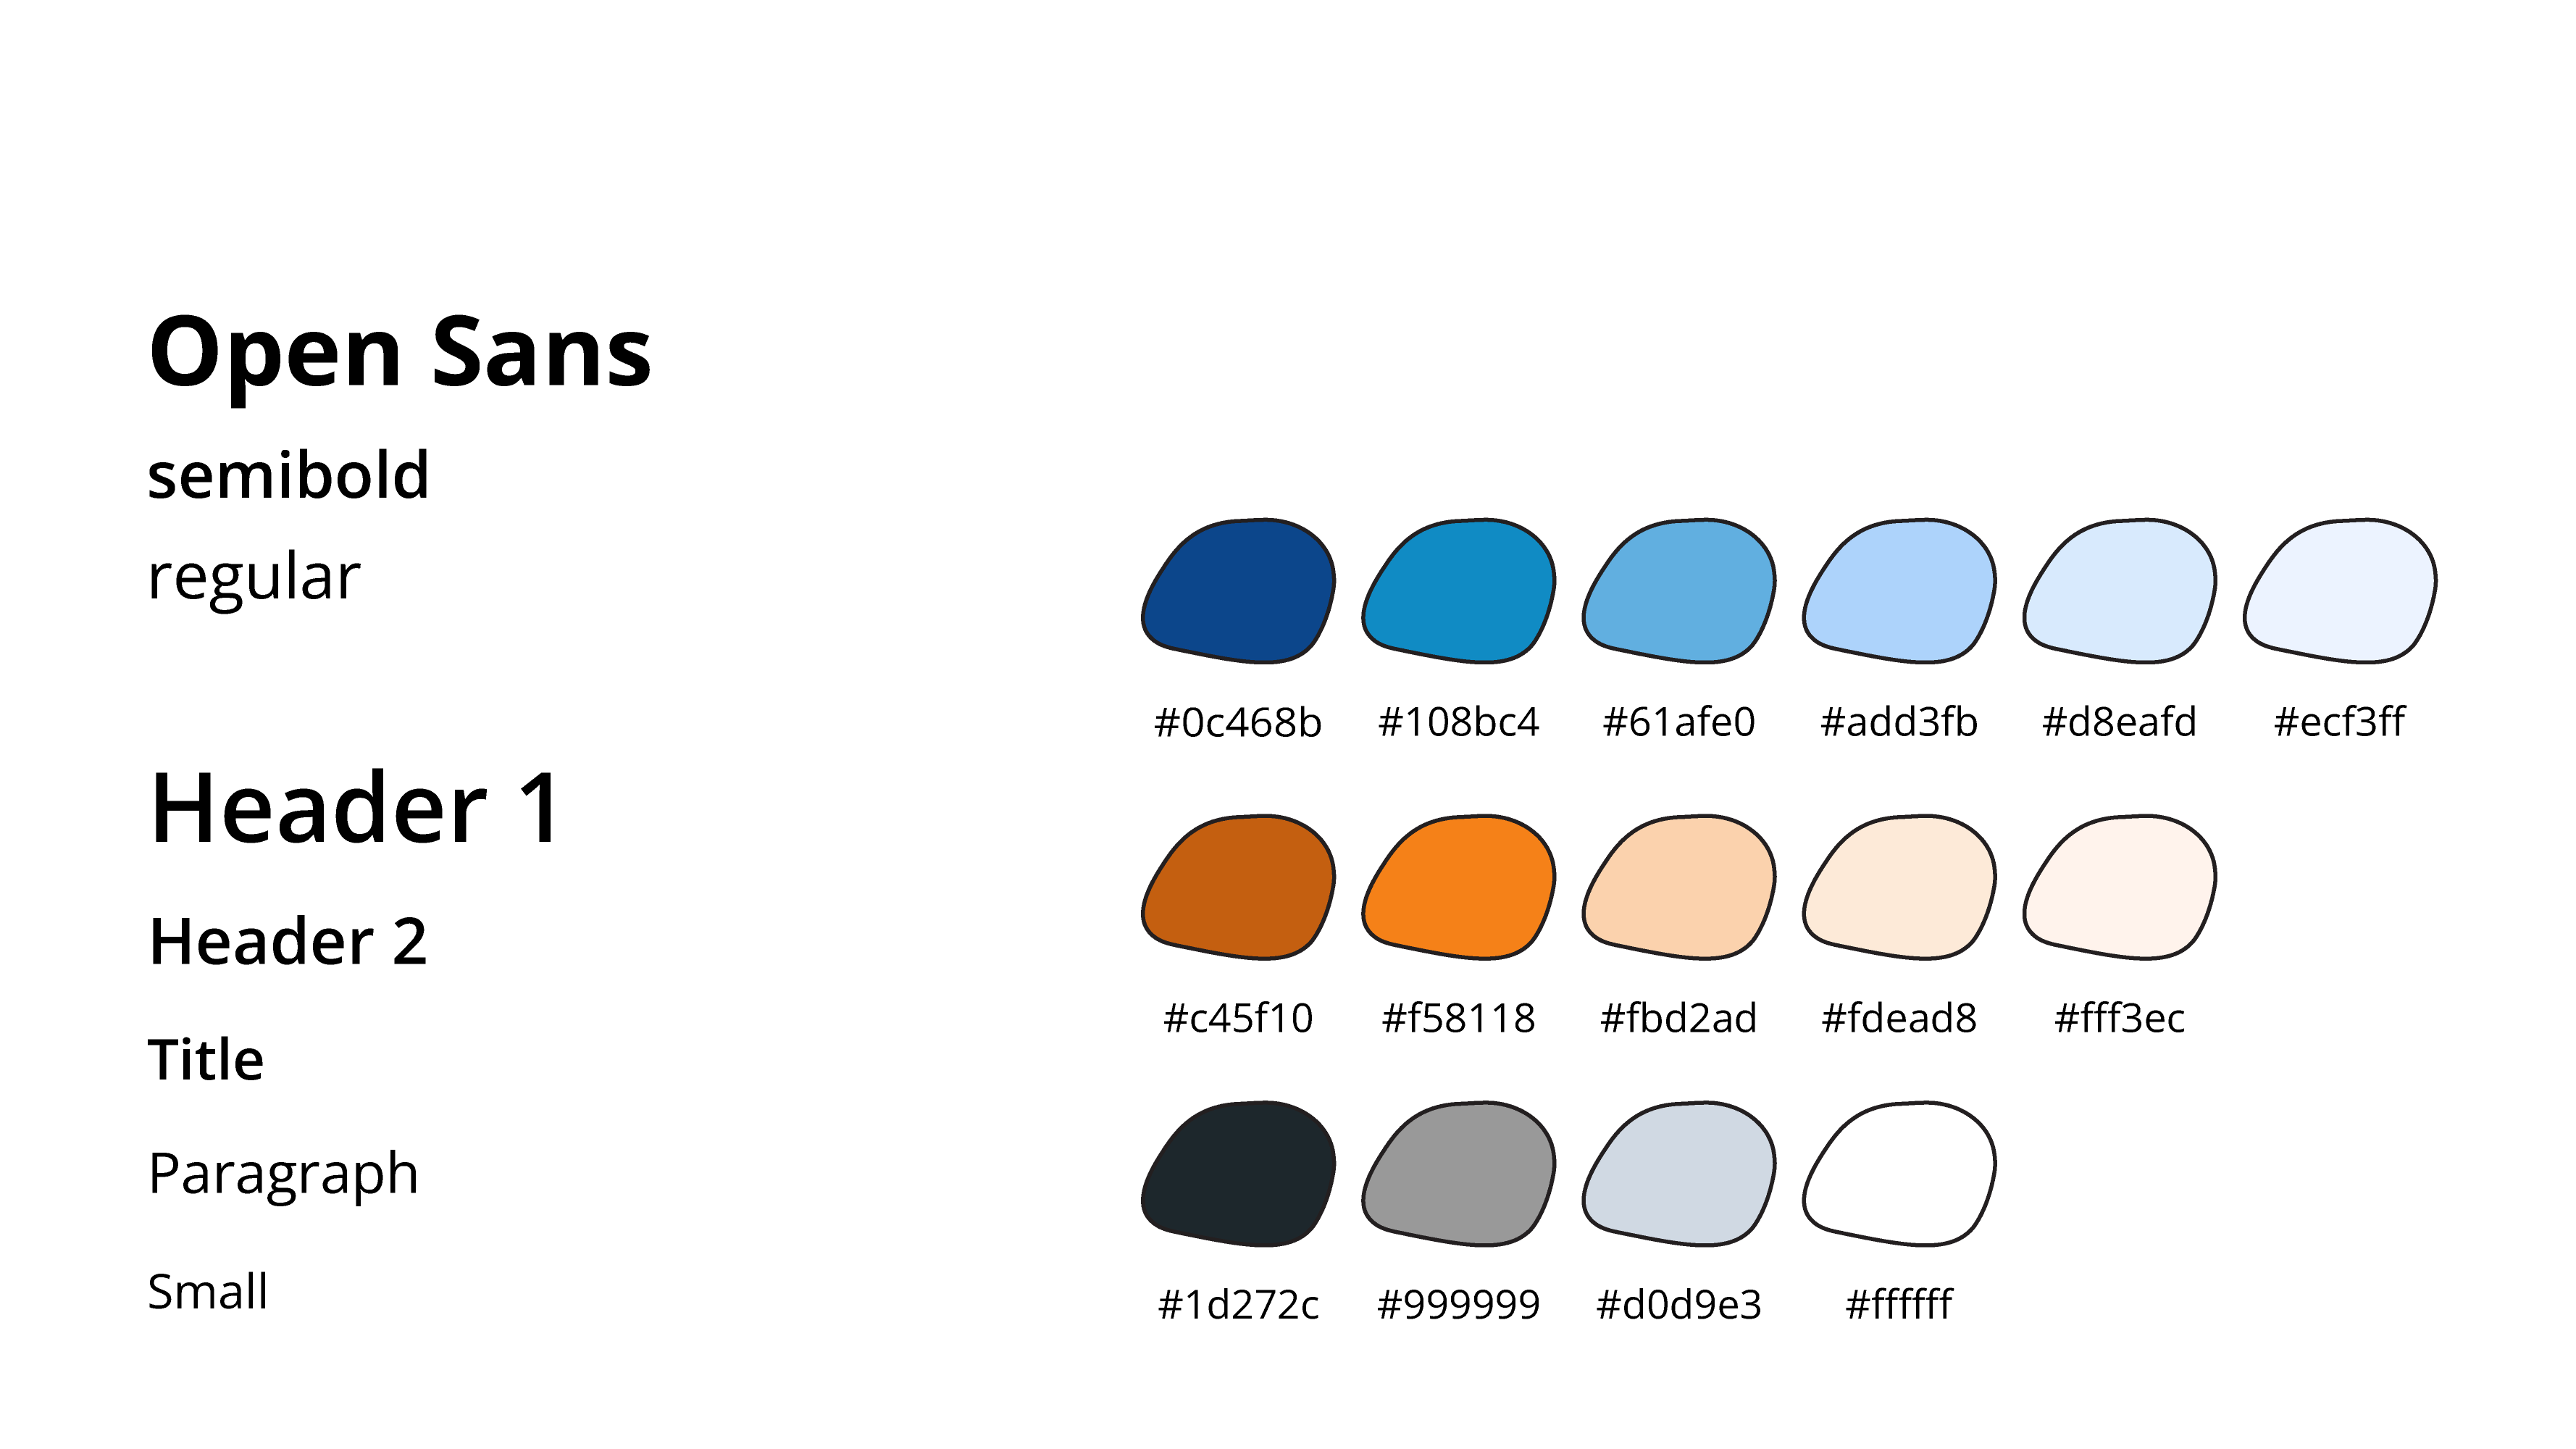 Open Sans
semibold
regular
Header 1
Header 2
Title
Paragraph
Small
#0c468b #108bc4 #61afe0 #add3fb #d8eafd #ecf3ff
#c45f10 #f58118 #fbd2ad #fdead8 #fff3ec
#1d272c #999999 #d0d9e3 #ffffff